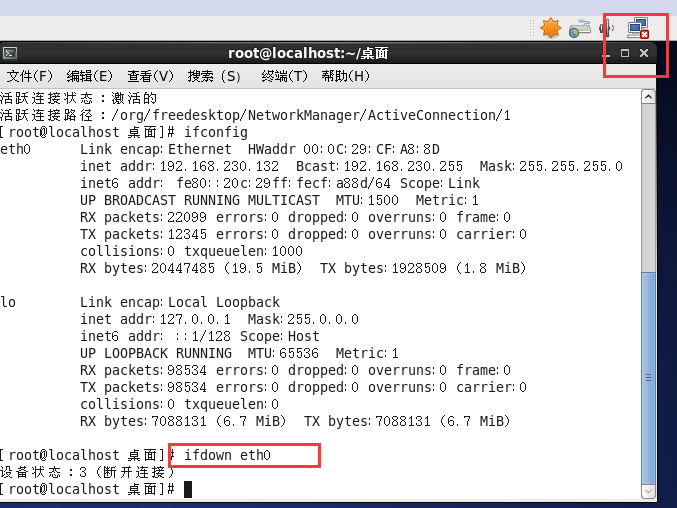 root@localhost:~/桌面
文件(F) 编辑(E) 查看(V) 搜索 (S) 终端(T) 帮助(H)
活跃连接状态：激活的
活跃连接路径：/org/freedesktop/NetworkManager/ActiveConnection/1
[root@localhost 桌面]# ifconfig
eth0 Link encap:Ethernet HWaddr 00:0C:29:CF:A8:8D
inet addr:192.168.230.132 Bcast:192.168.230.255 Mask:255.255.255.0
inet6 addr: fe80::20c:29ff:fecf:a88d/64 Scope:Link
UP BROADCAST RUNNING MULTICAST MTU:1500 Metric:1
RX packets:22099 errors:0 dropped:0 overruns:0 frame:0
TX packets:12345 errors:0 dropped:0 overruns:0 carrier:0
collisions:0 txqueuelen:1000
RX bytes:20447485 (19.5 MiB) TX bytes:1928509 (1.8 MiB)
lo Link encap:Local Loopback
inet addr:127.0.0.1 Mask:255.0.0.0
inet6 addr: ::1/128 Scope:Host
UP LOOPBACK RUNNING MTU:65536 Metric:1
RX packets:98534 errors:0 dropped:0 overruns:0 frame:0
TX packets:98534 errors:0 dropped:0 overruns:0 carrier:0
collisions:0 txqueuelen:0
RX bytes:7088131 (6.7 MiB) TX bytes:7088131 (6.7 MiB)
[root@localhost 桌面]# ifdown eth0
设备状态：3 (断开连接)
[root@localhost 桌面]#